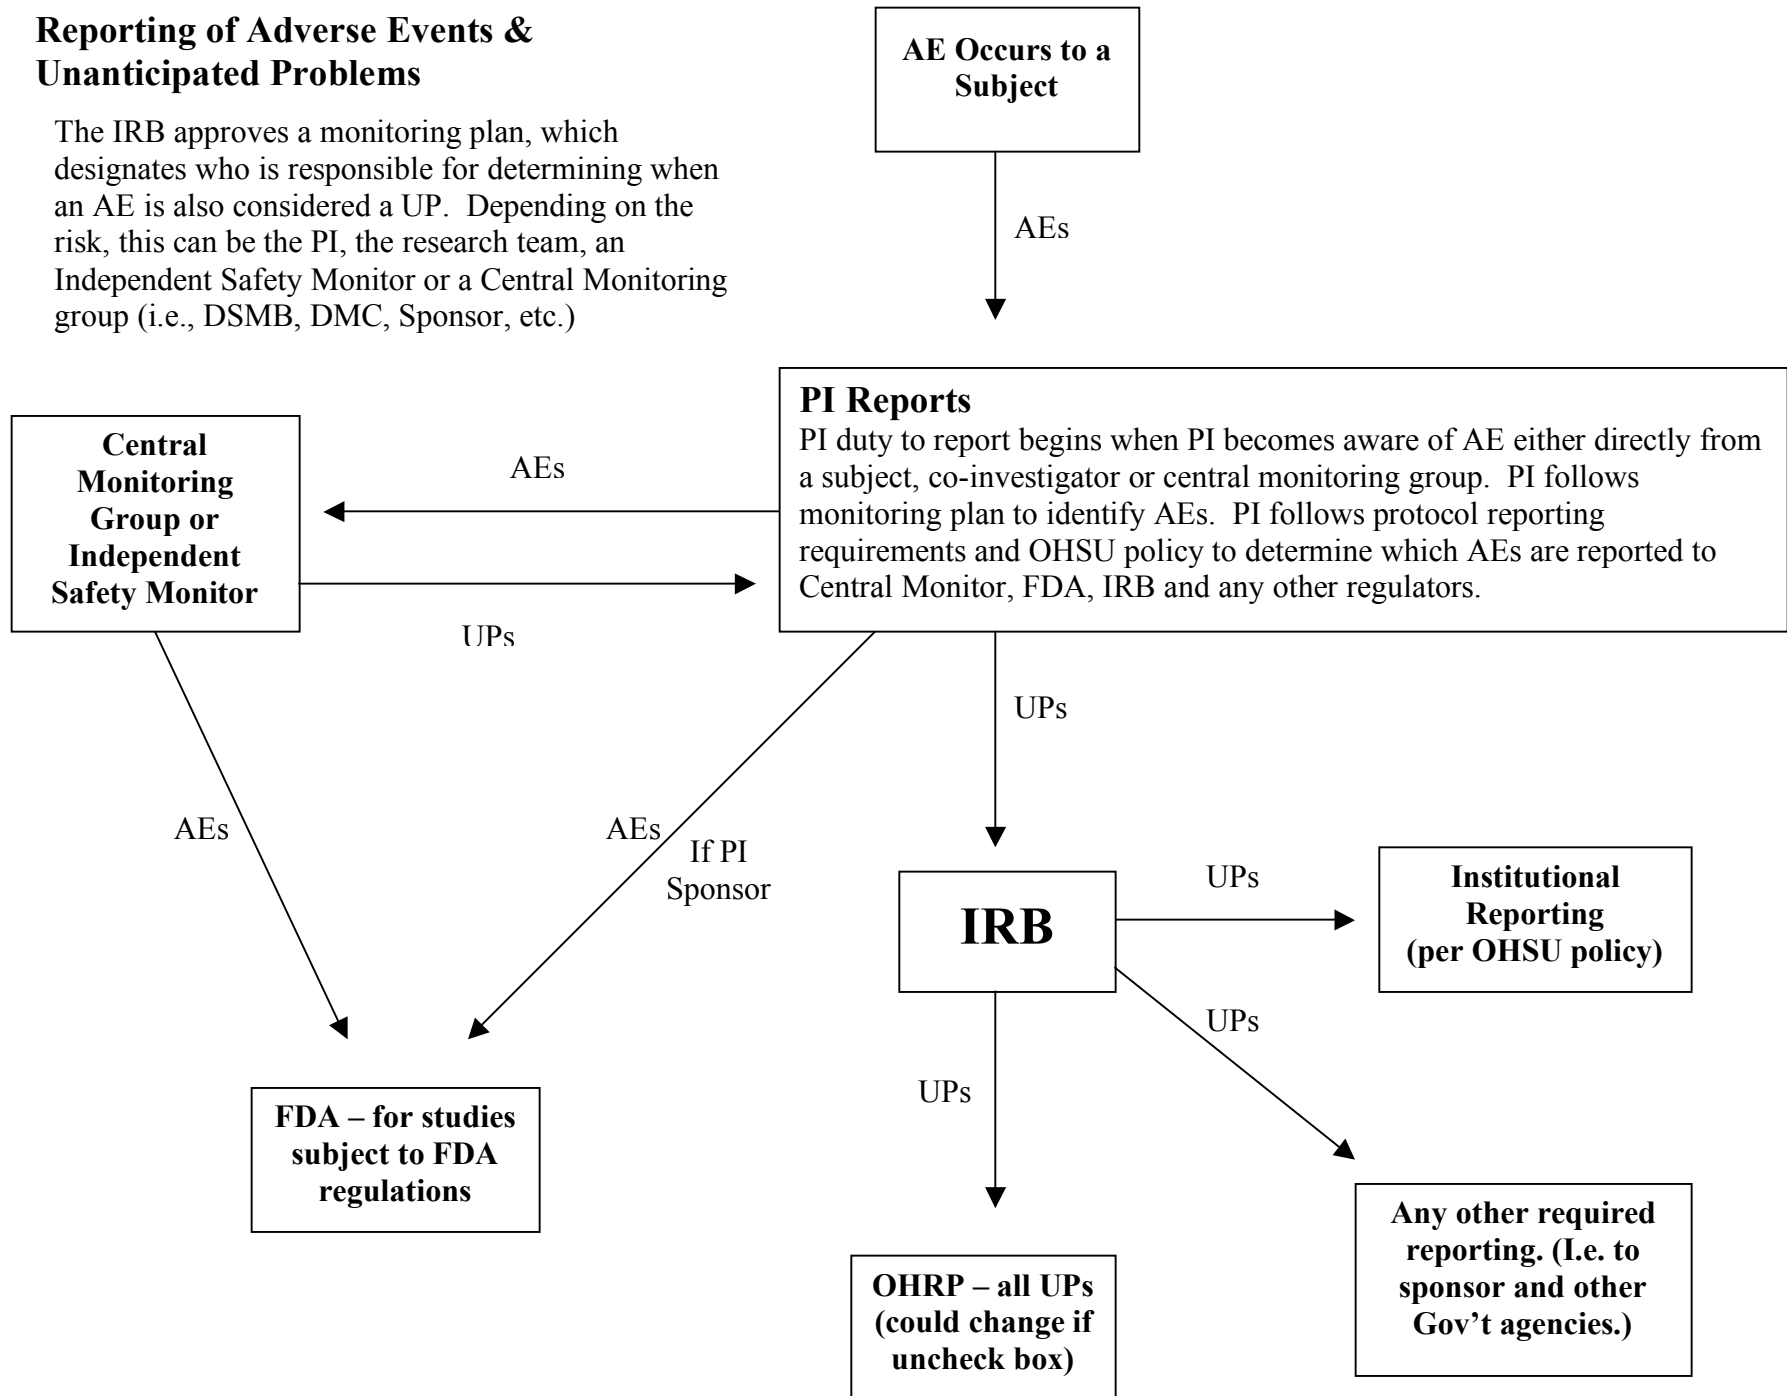 Reporting of Adverse Events &
Unanticipated Problems
The IRB approves a monitoring plan, which
designates who is responsible for determining when
an AE is also considered a UP.  Depending on the
risk, this can be the PI, the research team, an
Independent Safety Monitor or a Central Monitoring
group (i.e., DSMB, DMC, Sponsor, etc.)
AE Occurs to a
Subject
AEs
PI Reports
PI duty to report begins when PI becomes aware of AE either directly from
a subject, co-investigator or central monitoring group.  PI follows
monitoring plan to identify AEs.  PI follows protocol reporting
requirements and OHSU policy to determine which AEs are reported to
Central Monitor, FDA, IRB and any other regulators.
Central
Monitoring
Group or
Independent
Safety Monitor
AEs
UPs
UPs
AEs
AEs
If PI
Sponsor
IRB
UPs
Institutional
Reporting
(per OHSU policy)
UPs
UPs
FDA – for studies
subject to FDA
regulations
OHRP – all UPs
(could change if
uncheck box)
Any other required
reporting. (I.e. to
sponsor and other
Gov’t agencies.)